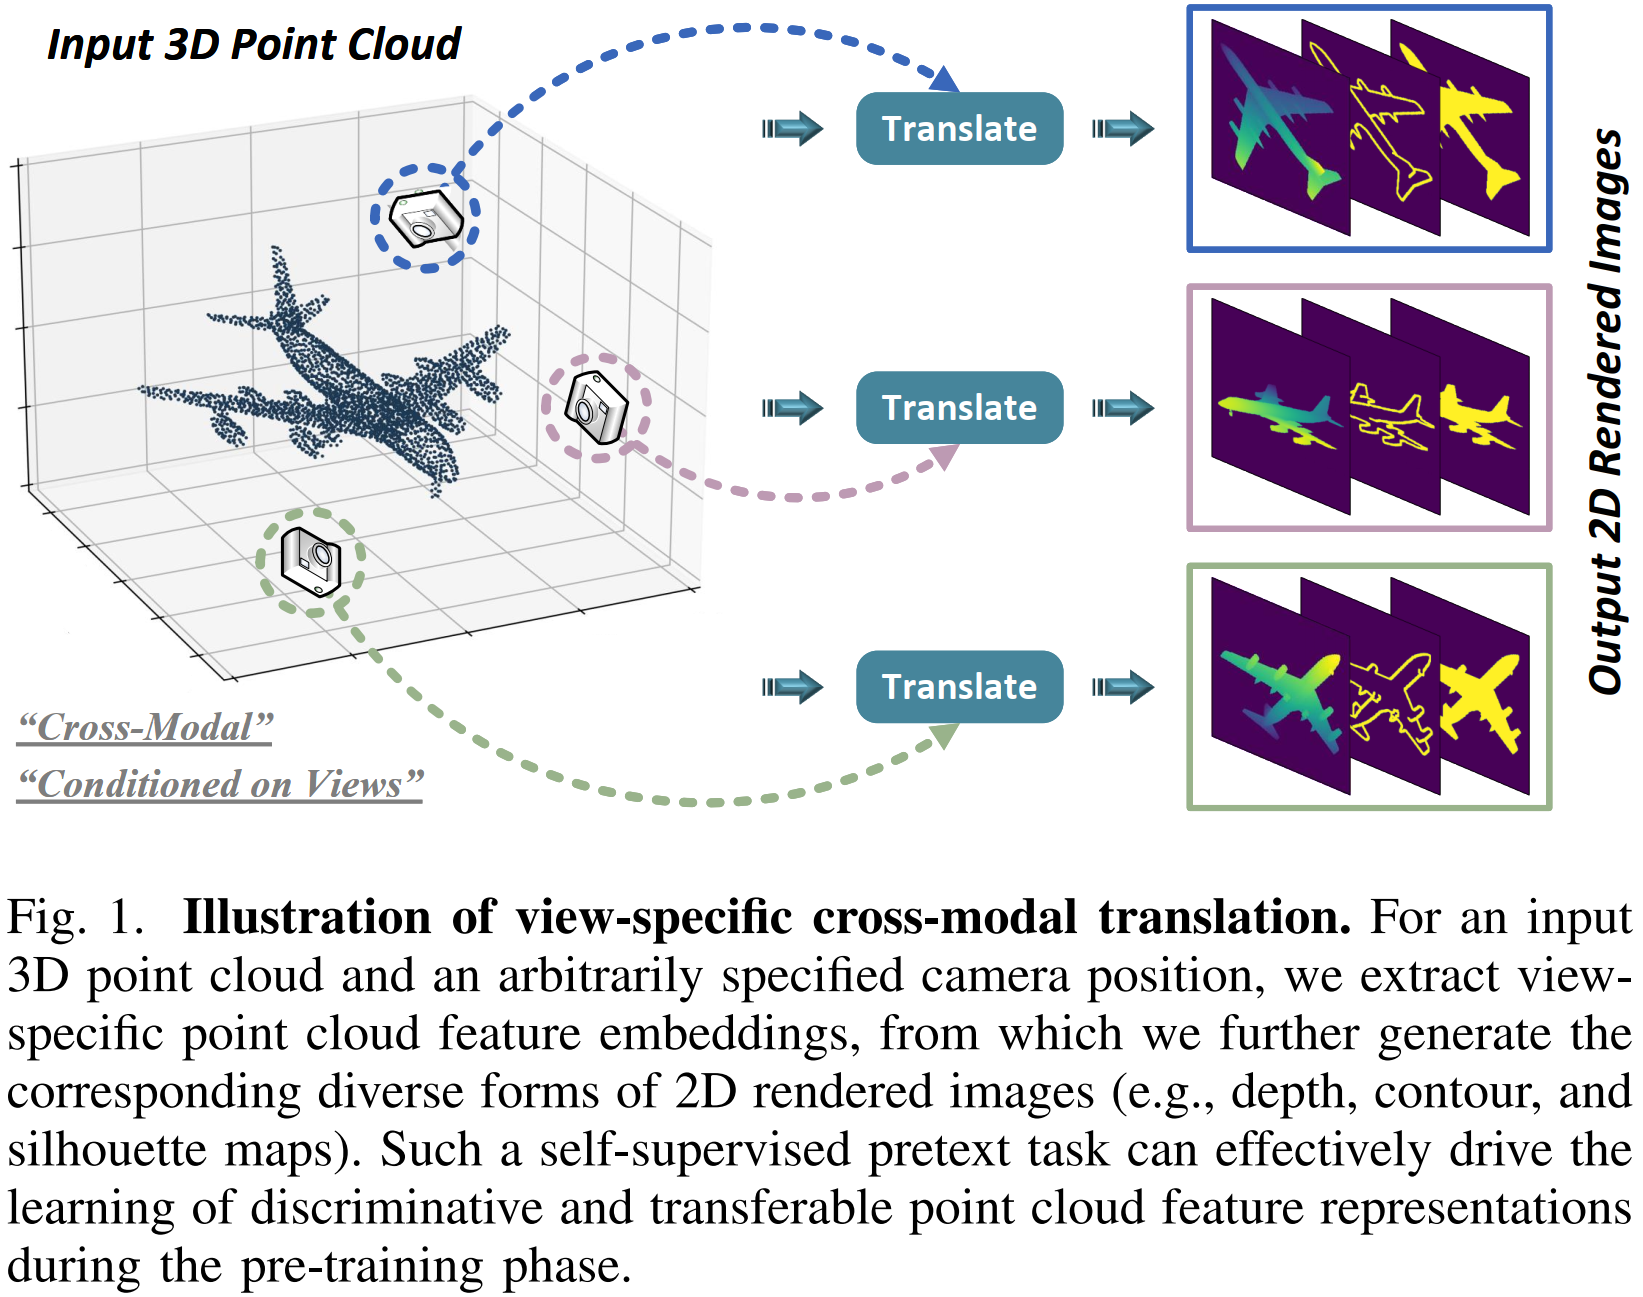 Input 3D Point Cloud
Translate
Translate
Translate
Output 2D Rendered Images
“Cross-Modal”
“Conditioned on Views”
Fig. 1. Illustration of view-specific cross-modal translation. For an input
3D point cloud and an arbitrarily specified camera position, we extract view-
specific point cloud feature embeddings, from which we further generate the
corresponding diverse forms of 2D rendered images (e.g., depth, contour, and
silhouette maps). Such a self-supervised pretext task can effectively drive the
learning of discriminative and transferable point cloud feature representations
during the pre-training phase.